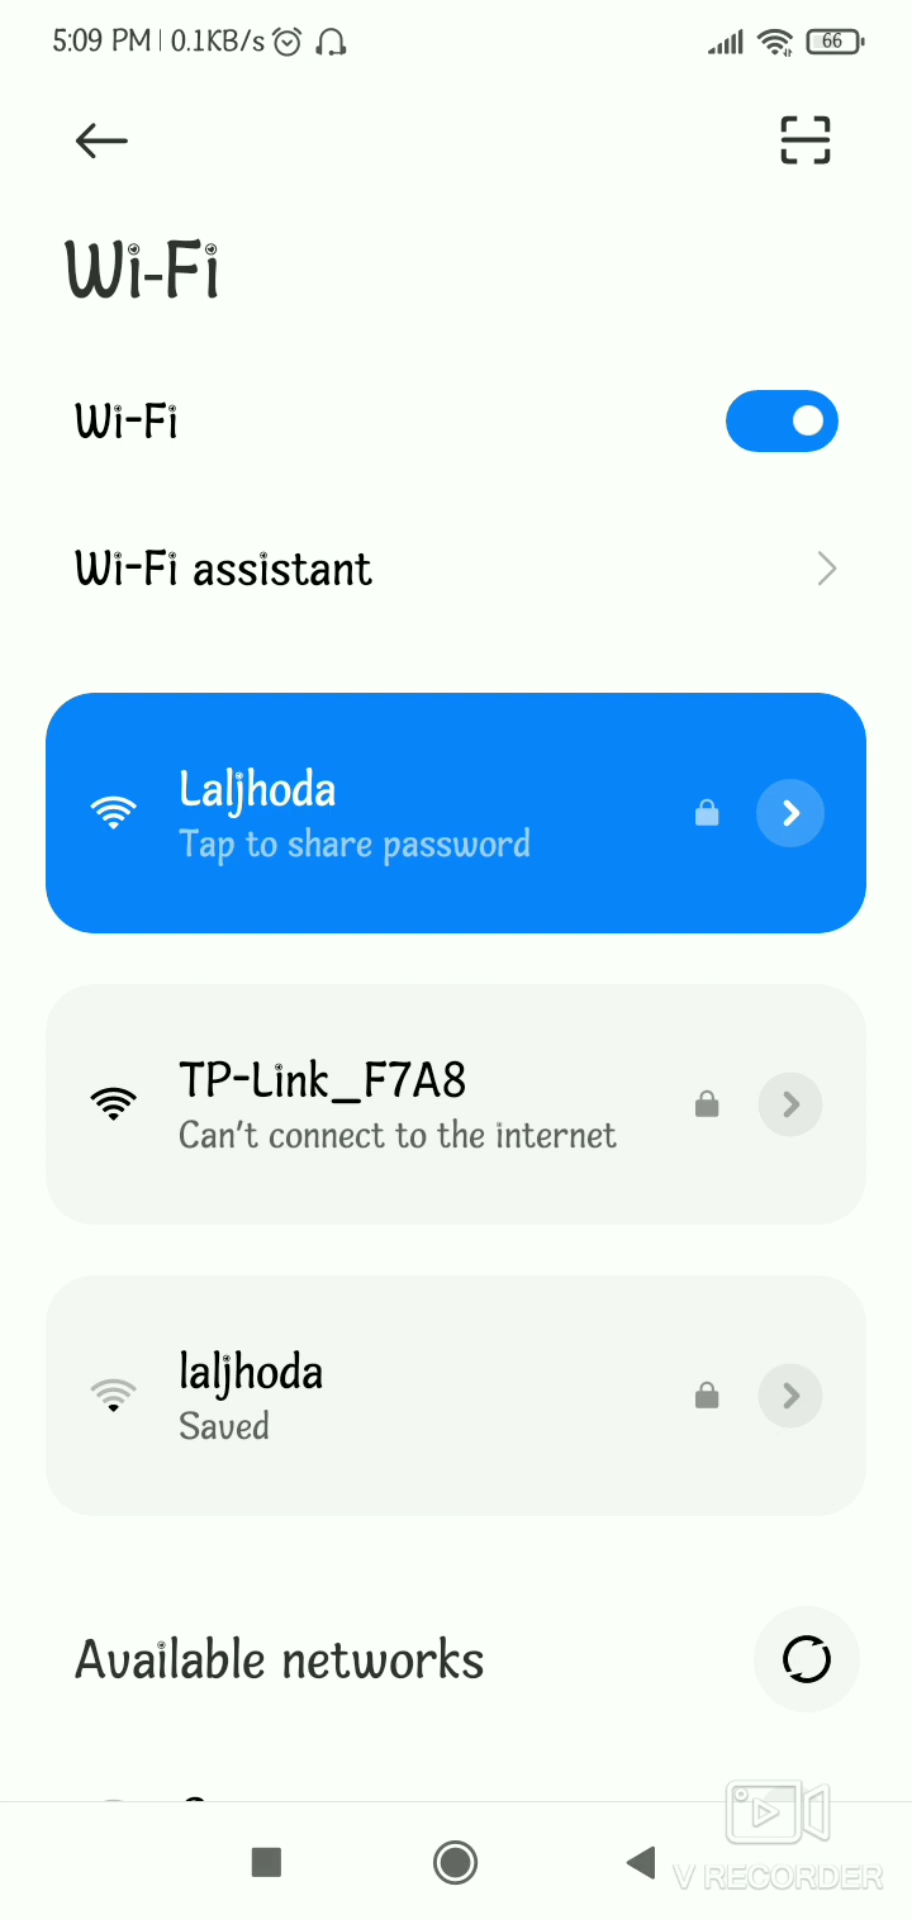 5:09 PM | 0.1KB/s 66
Wi-Fi
Wi-Fi
Wi-Fi assistant
Laljhoda
Tap to share password
TP-Link_F7A8
Can't connect to the internet
laljhoda
Saved
Available networks
V RECORDER